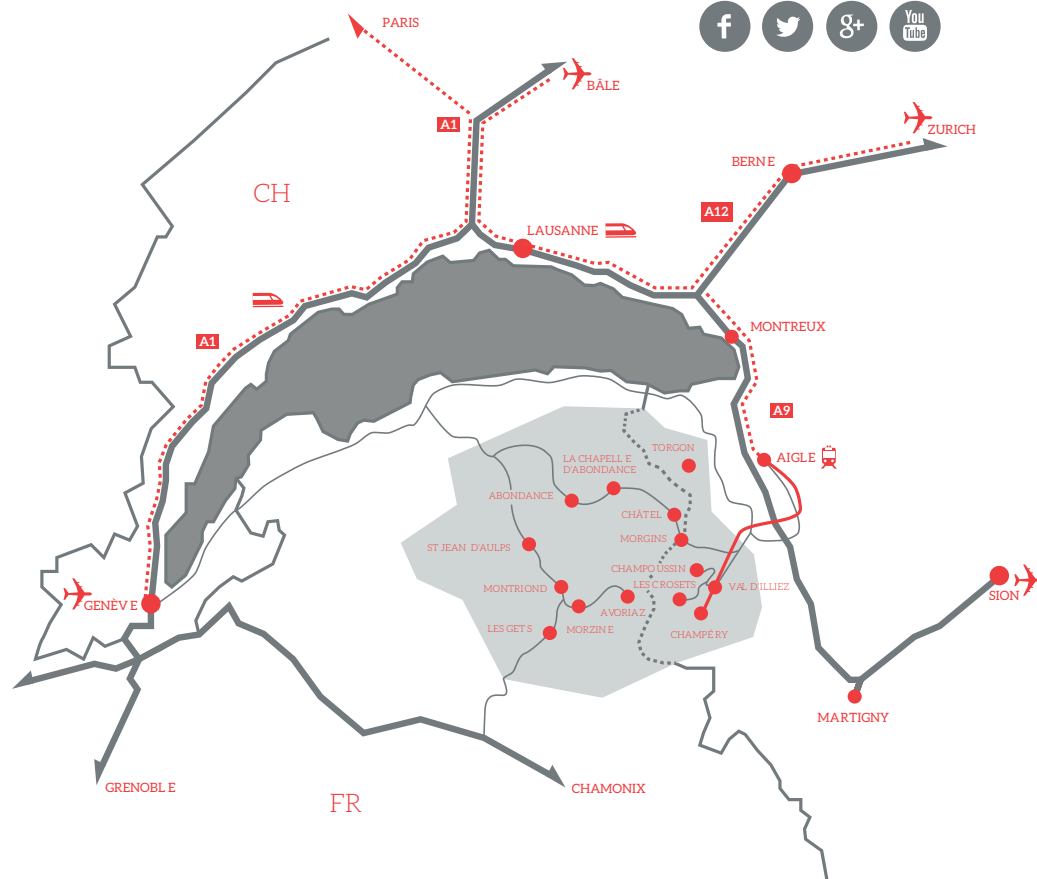 PARIS
f
g+
You
Tube
BÂLE
A1
ZURICH
BERNE
CH
A12
LAUSANNE
MONTREUX
A1
A9
TORGON
AIGLE
LA CHAPELLE
D'ABONDANCE
ABONDANCE
CHÂTEL
MORGINS
ST JEAN D'AULPS
CHAMPOUSSIN
MONTRIOND
LES CROSETS
VAL D'ILLIEZ
GENÈVE
SION
AVORIAZ
LES GETS
MORZINE
CHAMPÉRY
MARTIGNY
GRENOBLE
CHAMONIX
FR